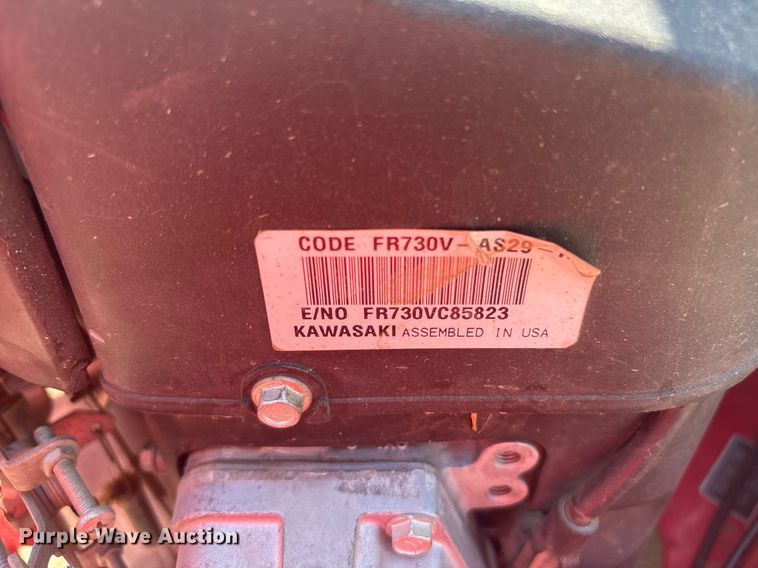 CODE FR730V-AS29-
E/NO FR730VC85823
KAWASAKI ASSEMBLED IN USA
Purple Wave Auction